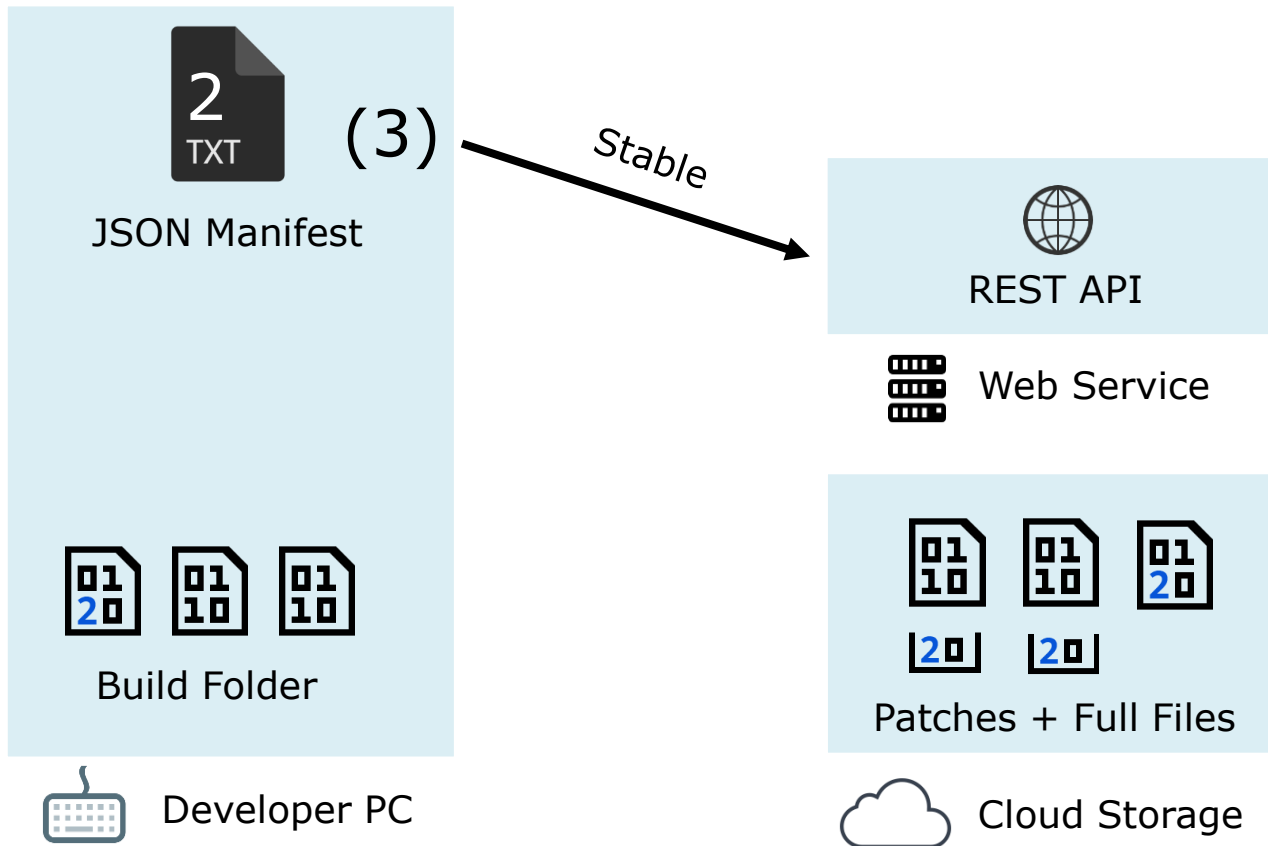 2
TXT
(3)
JSON Manifest
Stable
REST API
Web Service
01
20
01
10
01
10
Build Folder
01
10
01
10
01
20
20
20
Patches + Full Files
Developer PC
Cloud Storage